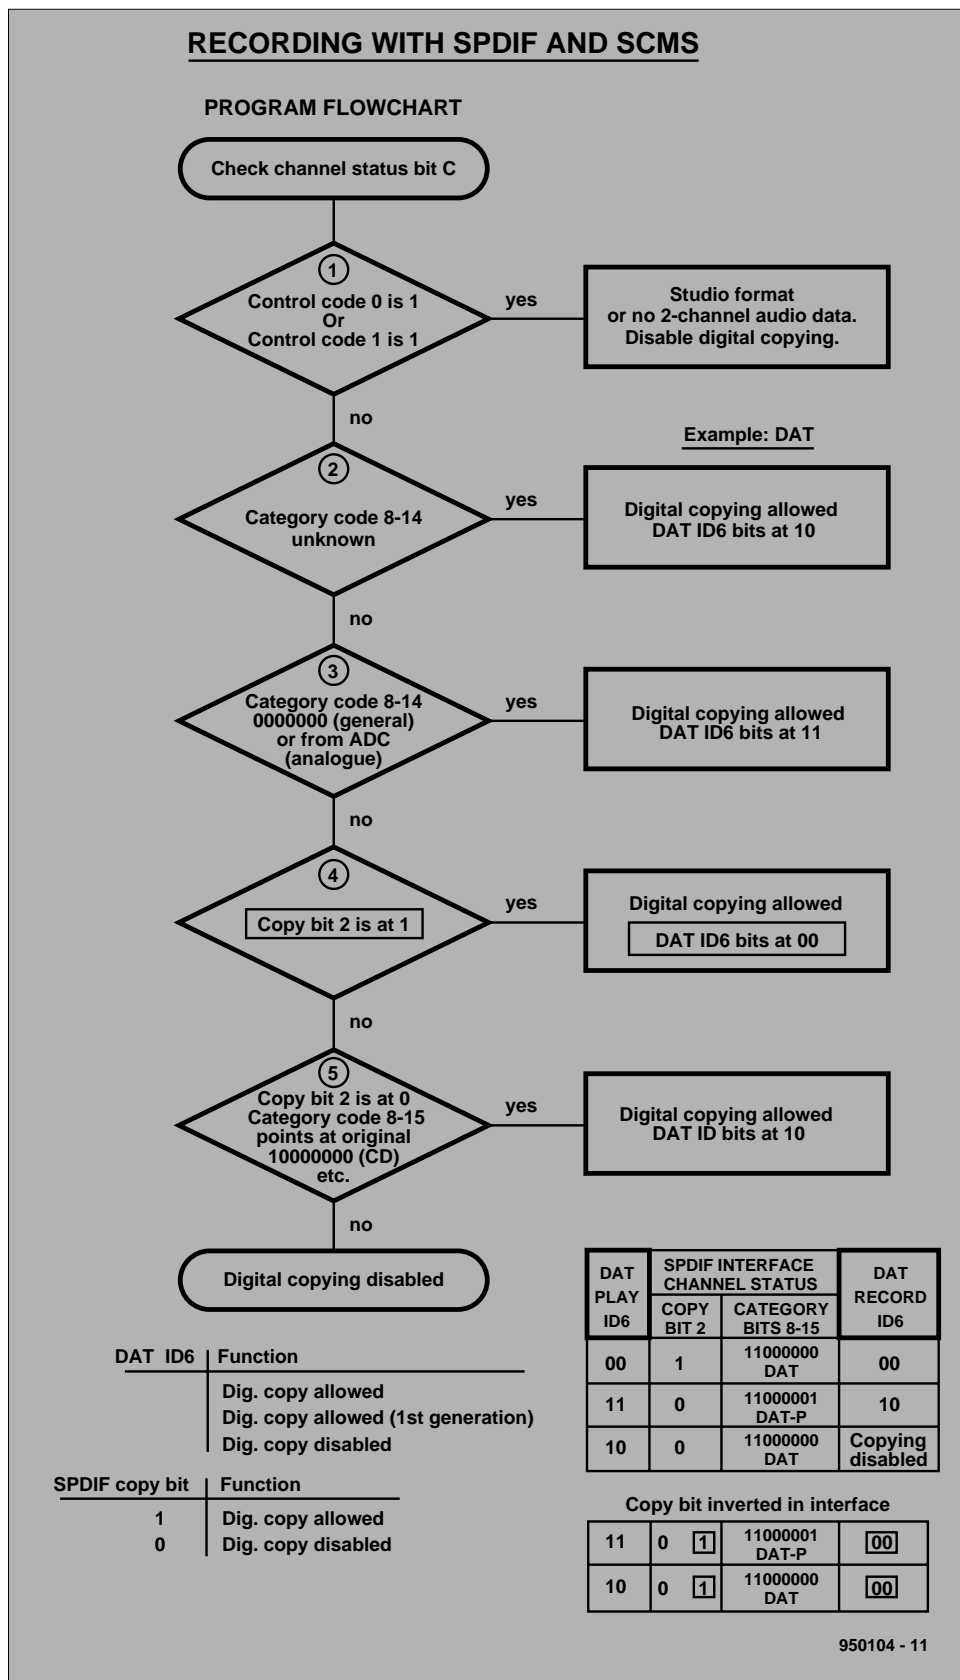 RECORDING WITH SPDIF AND SCMS
PROGRAM FLOWCHART
Check channel status bit C
1
Control code 0 is 1
Or
Control code 1 is 1
yes
Studio format
or no 2-channel audio data.
Disable digital copying.
no
Example: DAT
2
Category code 8-14
unknown
yes
Digital copying allowed
DAT ID6 bits at 10
no
3
Category code 8-14
0000000 (general)
or from ADC
(analogue)
yes
Digital copying allowed
DAT ID6 bits at 11
no
4
Copy bit 2 is at 1
yes
Digital copying allowed
DAT ID6 bits at 00
no
5
Copy bit 2 is at 0
Category code 8-15
points at original
10000000 (CD)
etc.
yes
Digital copying allowed
DAT ID bits at 10
no
Digital copying disabled
DAT ID6 Function
Dig. copy allowed
Dig. copy allowed (1st generation)
Dig. copy disabled
SPDIF copy bit Function
1 Dig. copy allowed
0 Dig. copy disabled
DAT PLAY ID6
SPDIF INTERFACE
CHANNEL STATUS
COPY BIT 2
CATEGORY BITS 8-15
DAT RECORD ID6
00 1 11000000 DAT 00
11 0 11000001 DAT-P 10
10 0 11000000 DAT Copying disabled
Copy bit inverted in interface
11 0 1 11000001 DAT-P 00
10 0 1 11000000 DAT 00
950104 - 11